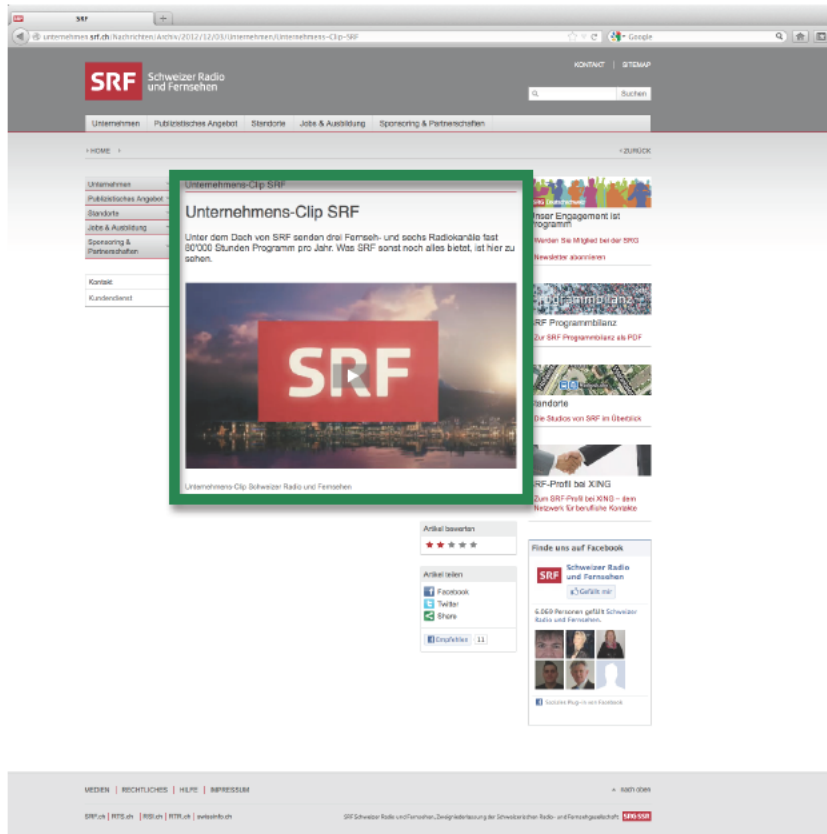 SRF
unternehmen.srf.ch/Nachrichten/Archiv/2012/12/03/Unternehmen/Unternehmens-Clip-SRF
Google
KONTAKT | SITEMAP
SRF Schweizer Radio
und Fernsehen
Suchen
Unternehmen Publizistisches Angebot Standorte Jobs & Ausbildung Sponsoring & Partnerschaften
HOME
ZURÜCK
Unternehmen
Publizistisches Angebot
Standorte
Jobs & Ausbildung
Sponsoring &
Partnerschaften
Kontakt
Kundendienst
Unternehmens-Clip SRF
Unternehmens-Clip SRF
Unter dem Dach von SRF senden drei Fernseh- und sechs Radiokanäle fast
80'000 Stunden Programm pro Jahr. Was SRF sonst noch alles bietet, ist hier zu
sehen.
SRF
Unternehmens-Clip Schweizer Radio und Fernsehen
Artikel bewerten
Artikel teilen
Facebook
Twitter
Share
Empfehlen 11
SRG Deutschweiz
nser Engagement ist
rogramm
Werden Sie Mitglied bei der SRG
Newsletter abonnieren
rogrammbilanz
RF Programmbilanz
Zur SRF Programmbilanz als PDF
tandorte
Die Studios von SRF im Überblick
RF-Profil bei XING
Zum SRF-Profil bei XING – dem
Netzwerk für berufliche Kontakte
Finde uns auf Facebook
SRF
Schweizer Radio
und Fernsehen
Gefällt mir
6.069 Personen gefällt Schweizer
Radio und Fernsehen.
Soziales Plug-in von Facebook
MEDIEN | RECHTLICHES | HILFE | IMPRESSUM
nach oben
SRF.ch | RTS.ch | RSI.ch | RTR.ch | swissinfo.ch
SRF Schweizer Radio und Fernsehen, Zweigniederlassung der Schweizerischen Radio- und Fernsehgesellschaft SRG SSR